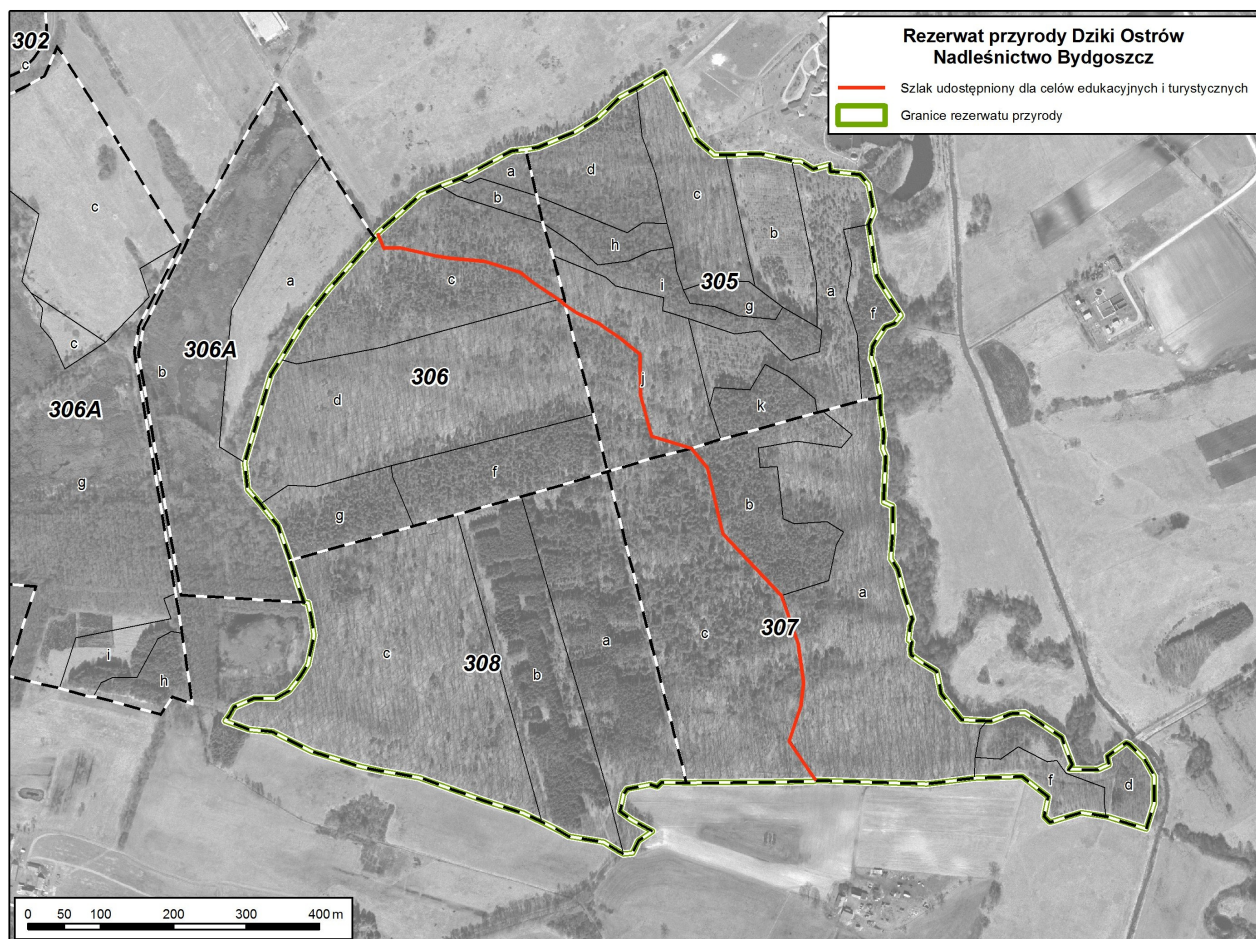 Rezerwat przyrody Dziki Ostrów
Nadleśnictwo Bydgoszcz
Szlak udostępniony dla celów edukacyjnych i turystycznych
Granice rezerwatu przyrody
302
c
c
c
c
a
306A
b
306A
g
i
h
a
b
c
306
d
f
g
d
c
b
h
i
305
g
a
f
j
k
b
a
307
c
308
c
b
a
f
d
0 50 100 200 300 400 m